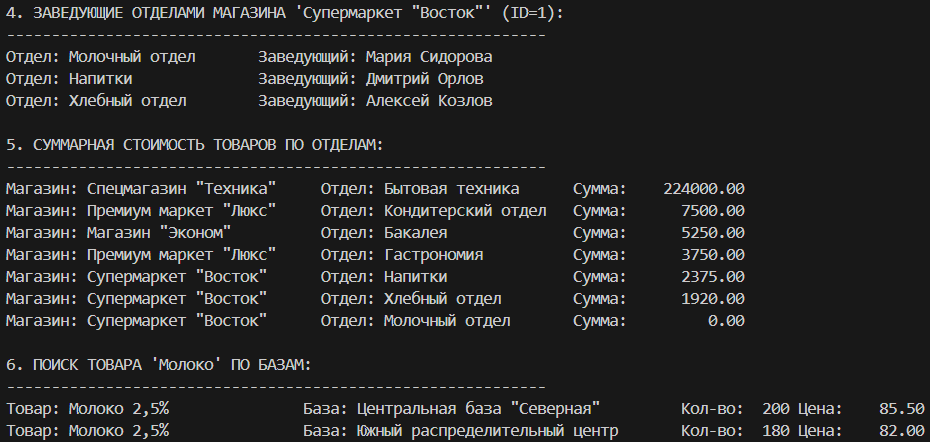 4. ЗАВЕДУЮЩИЕ ОТДЕЛАМИ МАГАЗИНА 'Супермаркет "Восток"' (ID=1):
------------------------------------------------------------
Отдел: Молочный отдел       Заведующий: Мария Сидорова
Отдел: Напитки              Заведующий: Дмитрий Орлов
Отдел: Хлебный отдел        Заведующий: Алексей Козлов
5. СУММАРНАЯ СТОИМОСТЬ ТОВАРОВ ПО ОТДЕЛАМ:
------------------------------------------------------------
Магазин: Спецмагазин "Техника"     Отдел: Бытовая техника      Сумма:    224000.00
Магазин: Премиум маркет "Люкс"     Отдел: Кондитерский отдел   Сумма:      7500.00
Магазин: Магазин "Эконом"          Отдел: Бакалея              Сумма:      5250.00
Магазин: Премиум маркет "Люкс"     Отдел: Гастрономия          Сумма:      3750.00
Магазин: Супермаркет "Восток"      Отдел: Напитки              Сумма:      2375.00
Магазин: Супермаркет "Восток"      Отдел: Хлебный отдел        Сумма:      1920.00
Магазин: Супермаркет "Восток"      Отдел: Молочный отдел       Сумма:         0.00
6. ПОИСК ТОВАРА 'Молоко' ПО БАЗАМ:
------------------------------------------------------------
Товар: Молоко 2,5%               База: Центральная база "Северная"         Кол-во:  200 Цена:    85.50
Товар: Молоко 2,5%               База: Южный распределительный центр       Кол-во:  180 Цена:    82.00